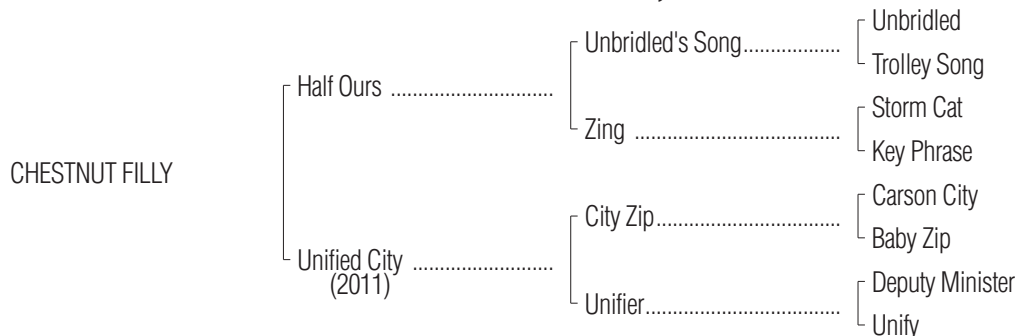 Unbridled
Unbridled's Song..................
Trolley Song
Half Ours ..............................
Storm Cat
Zing ......................................
Key Phrase
CHESTNUT FILLY
Carson City
City Zip..................................
Baby Zip
Unified City ..........................
(2011)
Deputy Minister
Unifier....................................
Unify